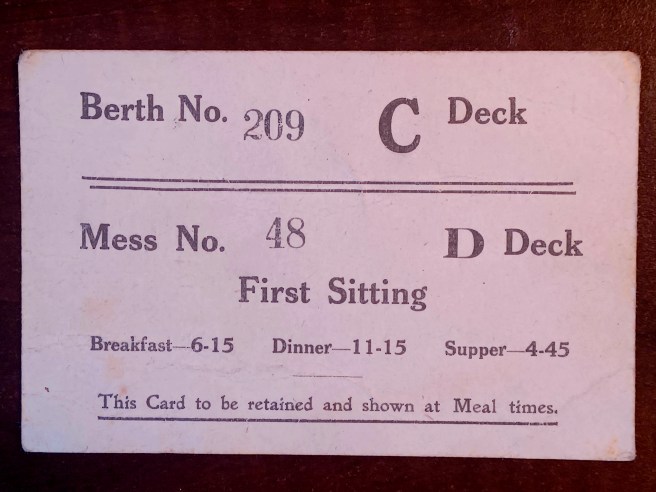 Berth No. 209 C Deck
Mess No. 48 D Deck
First Sitting
Breakfast—6-15 Dinner—11-15 Supper—4-45
This Card to be retained and shown at Meal times.